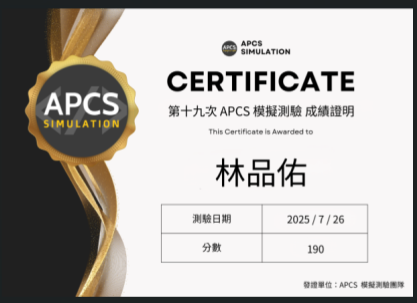 APCS
SIMULATION
APCS
SIMULATION
CERTIFICATE
第十九次 APCS 模擬測驗 成績證明
This Certificate is Awarded to
林品佑
測驗日期 2025 / 7 / 26
分數 190
發證單位：APCS 模擬測驗團隊